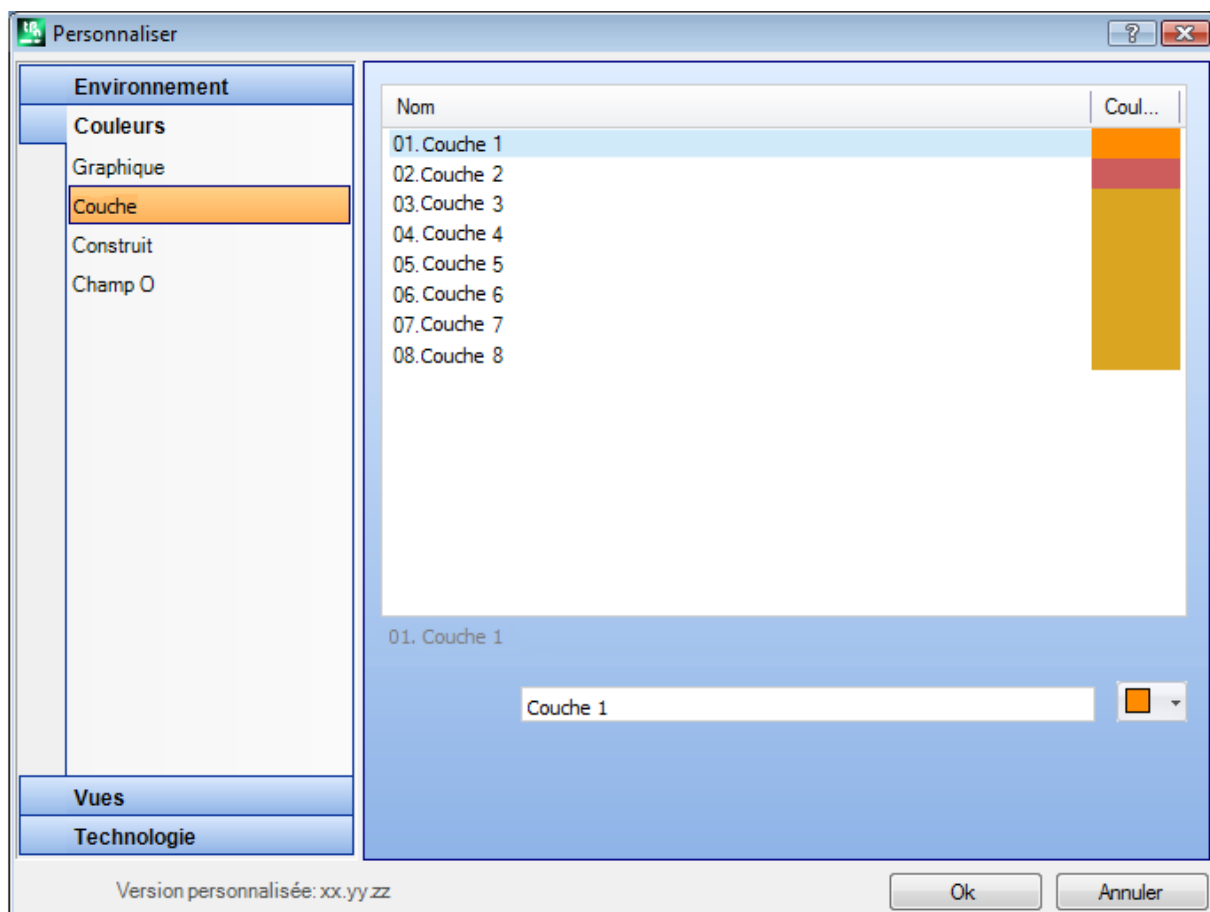 Personnaliser
Environnement
Couleurs
Graphique
Couche
Construit
Champ O
Vues
Technologie
Nom Coul...
01. Couche 1
02. Couche 2
03. Couche 3
04. Couche 4
05. Couche 5
06. Couche 6
07. Couche 7
08. Couche 8
01. Couche 1
Couche 1
Version personnalisée: xx.yy.zz
Ok Annuler